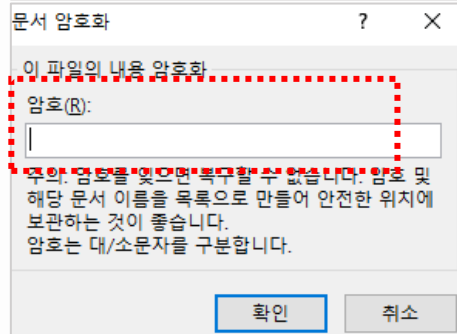 문서 암호화
? ×
이 파일의 내용 암호화
암호(R):
주의: 암호를 잊으면 복구할 수 없습니다. 암호 및
해당 문서 이름을 목록으로 만들어 안전한 위치에
보관하는 것이 좋습니다.
암호는 대/소문자를 구분합니다.
확인
취소